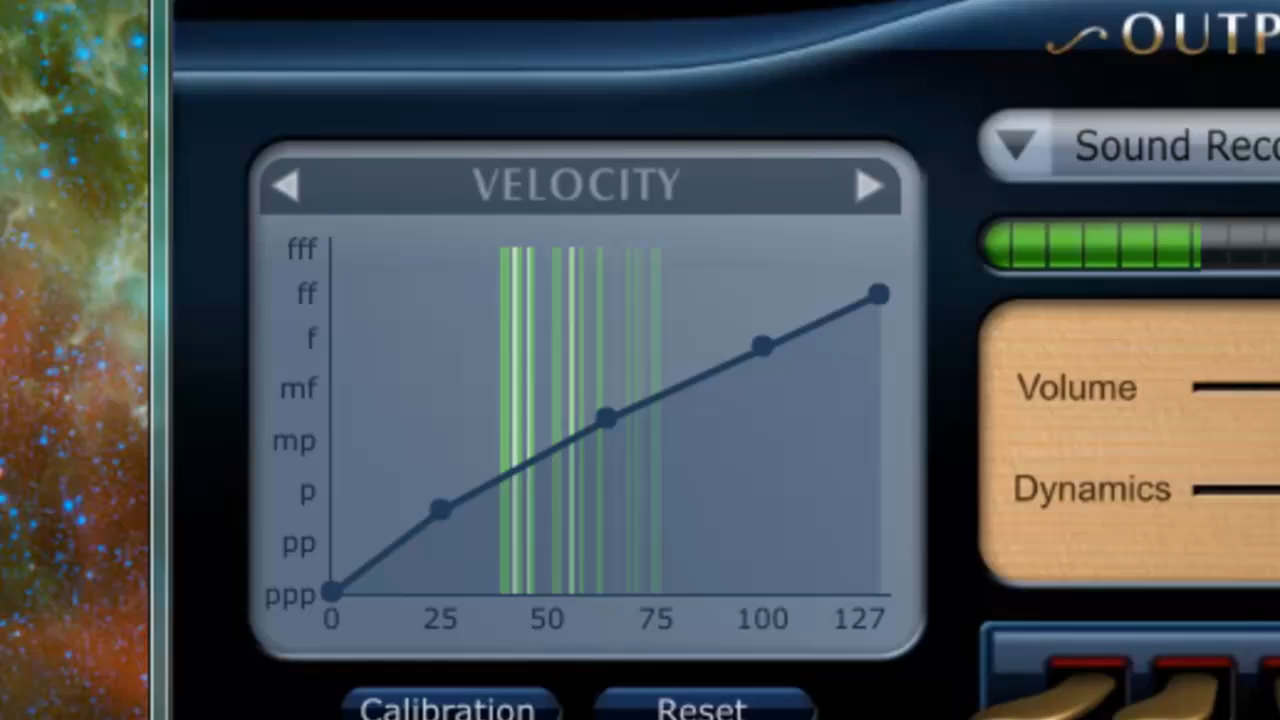 OUTP
VELOCITY
Sound Reco
fff
ff
f
mf
mp
p
pp
ppp
0 25 50 75 100 127
Volume
Dynamics
Calibration Reset